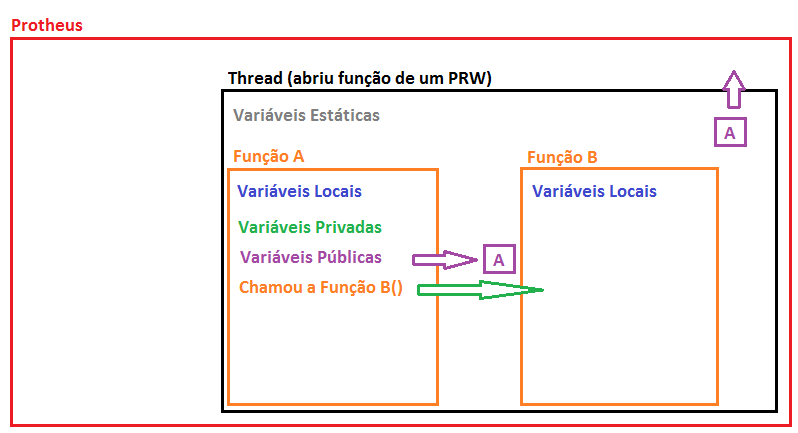 Protheus
Thread (abriu função de um PRW)
Variáveis Estáticas
A
Função A
Função B
Variáveis Locais
Variáveis Locais
Variáveis Privadas
Variáveis Públicas
A
Chamou a Função B()